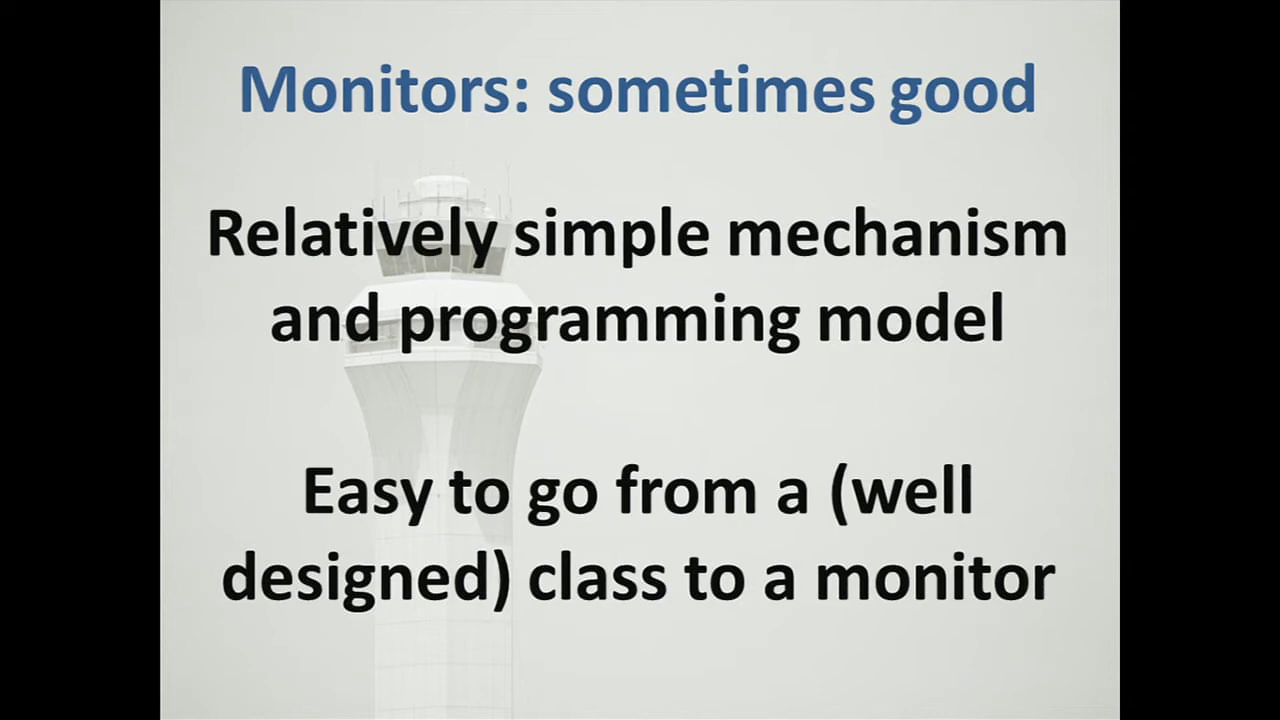 Monitors: sometimes good
Relatively simple mechanism
and programming model
Easy to go from a (well
designed) class to a monitor